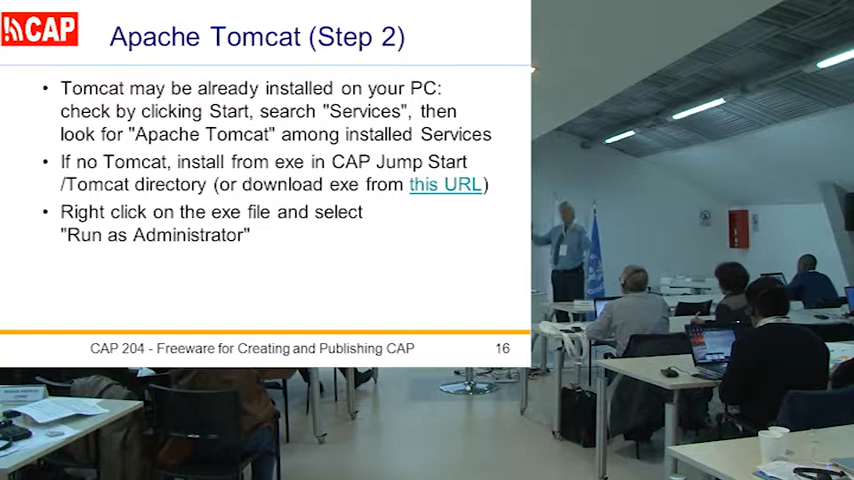 CAP
Apache Tomcat (Step 2)
• Tomcat may be already installed on your PC:
check by clicking Start, search "Services", then
look for "Apache Tomcat" among installed Services
• If no Tomcat, install from exe in CAP Jump Start
/Tomcat directory (or download exe from this URL)
• Right click on the exe file and select
"Run as Administrator"
CAP 204 - Freeware for Creating and Publishing CAP
16